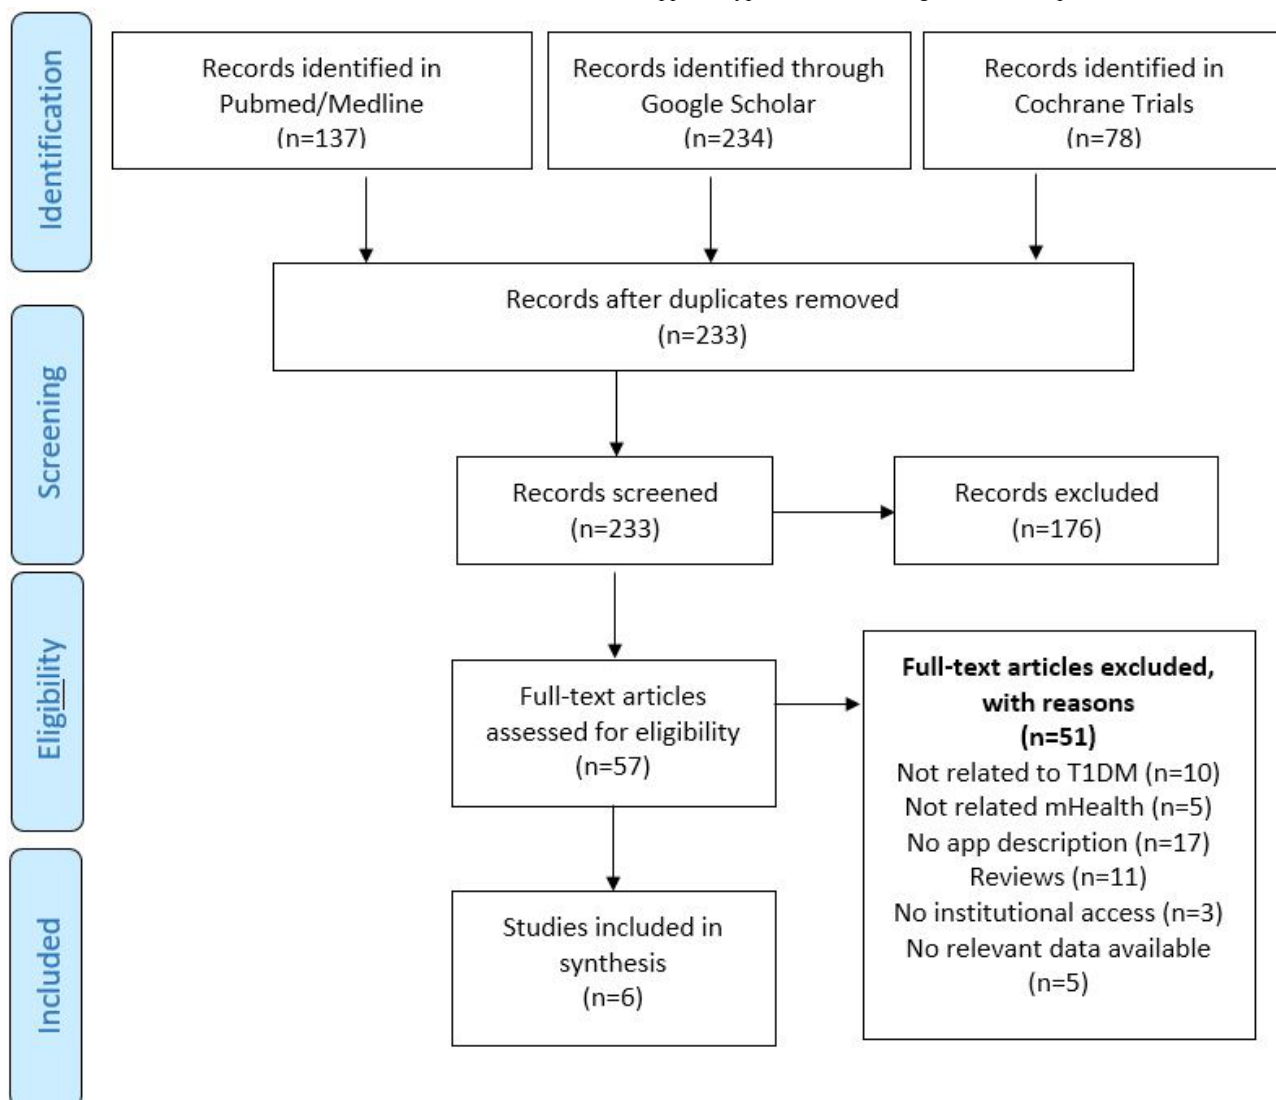 Identification
Records identified in
Pubmed/Medline
(n=137)
Records identified through
Google Scholar
(n=234)
Records identified in
Cochrane Trials
(n=78)
Records after duplicates removed
(n=233)
Screening
Records screened
(n=233)
Records excluded
(n=176)
Eligibility
Full-text articles
assessed for eligibility
(n=57)
Full-text articles excluded,
with reasons
(n=51)
Not related to T1DM (n=10)
Not related mHealth (n=5)
No app description (n=17)
Reviews (n=11)
No institutional access (n=3)
No relevant data available
(n=5)
Included
Studies included in
synthesis
(n=6)